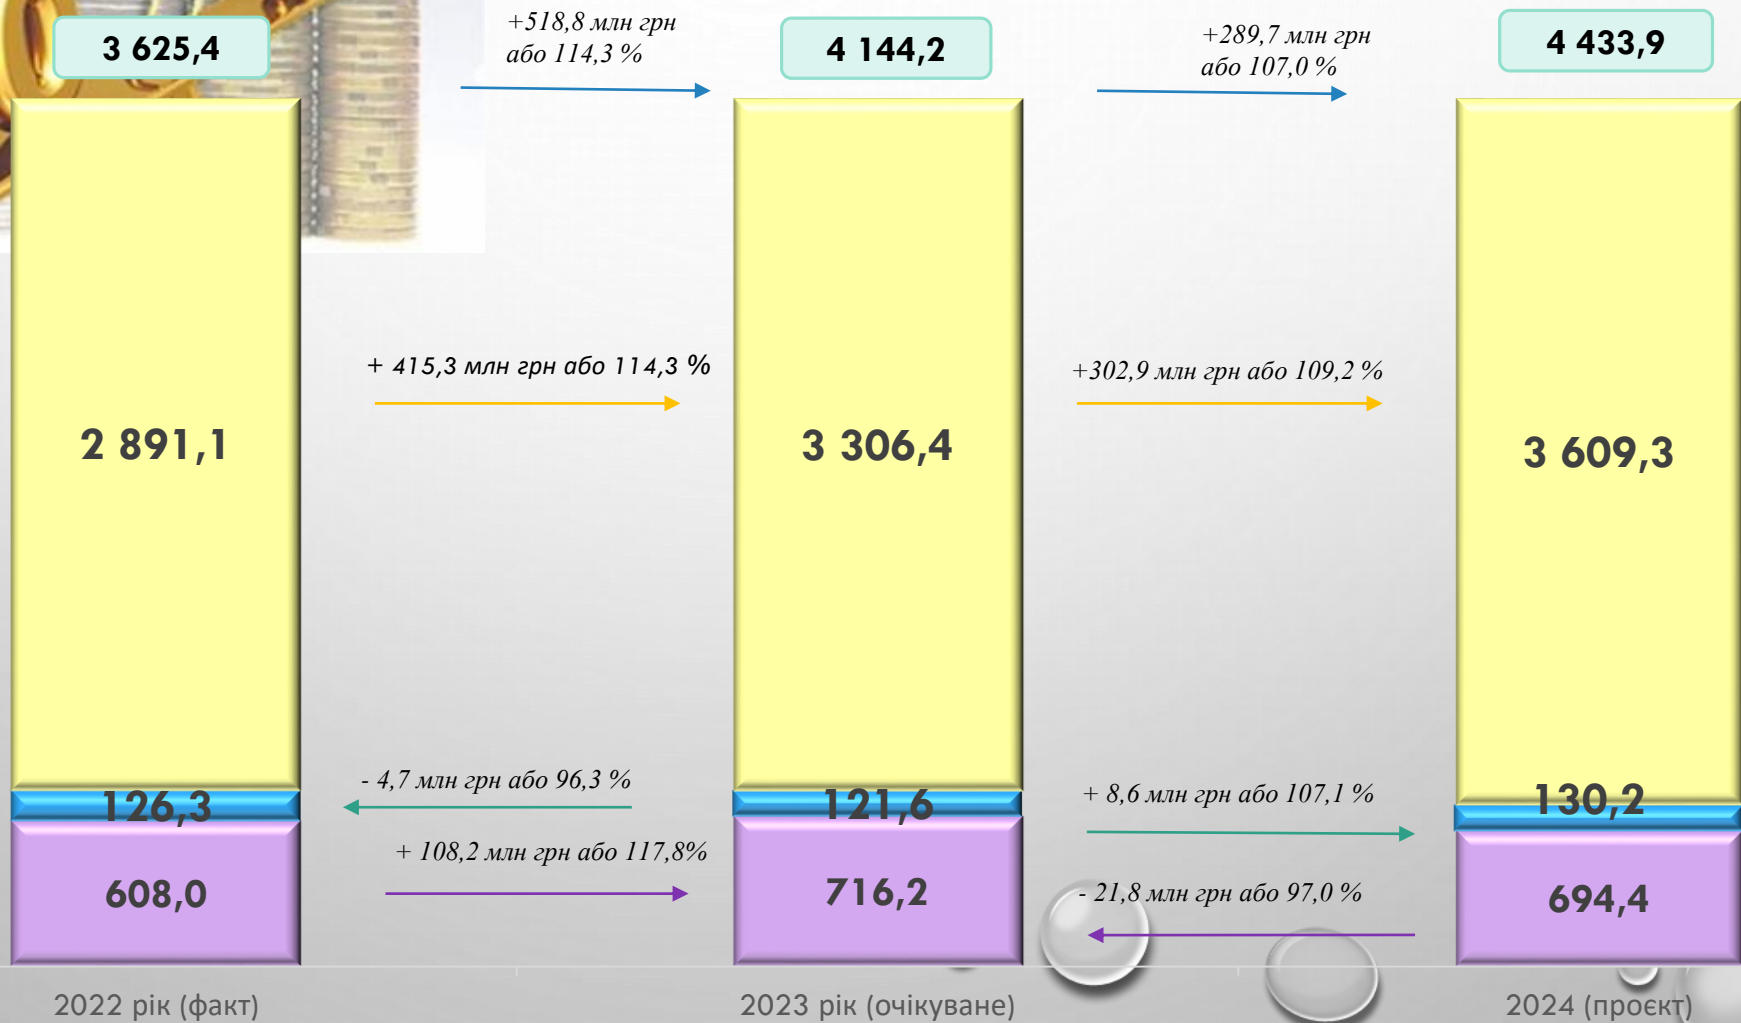 3 625,4
+518,8 млн грн
або 114,3 %
4 144,2
+289,7 млн грн
або 107,0 %
4 433,9
+ 415,3 млн грн або 114,3 %
+302,9 млн грн або 109,2 %
2 891,1
3 306,4
3 609,3
- 4,7 млн грн або 96,3 %
+ 8,6 млн грн або 107,1 %
126,3
121,6
130,2
+ 108,2 млн грн або 117,8%
- 21,8 млн грн або 97,0 %
608,0
716,2
694,4
2022 рік (факт)
2023 рік (очікуване)
2024 (проєкт)